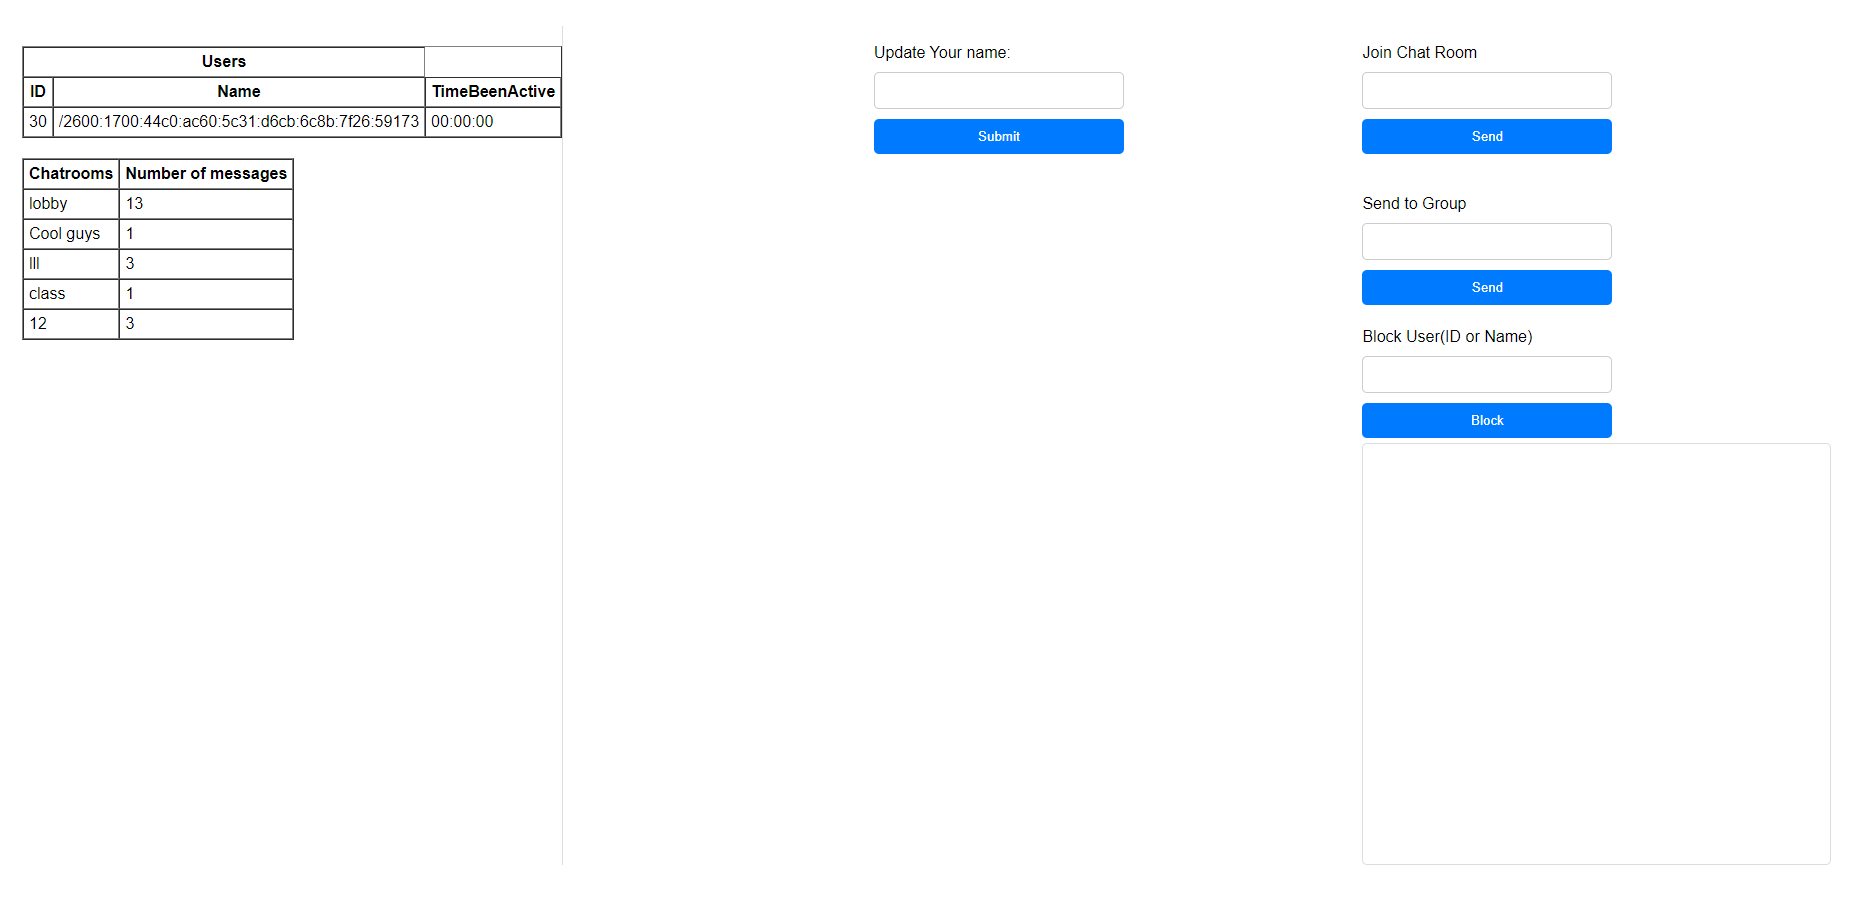 Users
ID Name TimeBeenActive
30 /2600:1700:44c0:ac60:5c31:d6cb:6c8b:7f26:59173 00:00:00
Chatrooms Number of messages
lobby 13
Cool guys 1
lll 3
class 1
12 3
Update Your name:
Submit
Join Chat Room
Send
Send to Group
Send
Block User(ID or Name)
Block